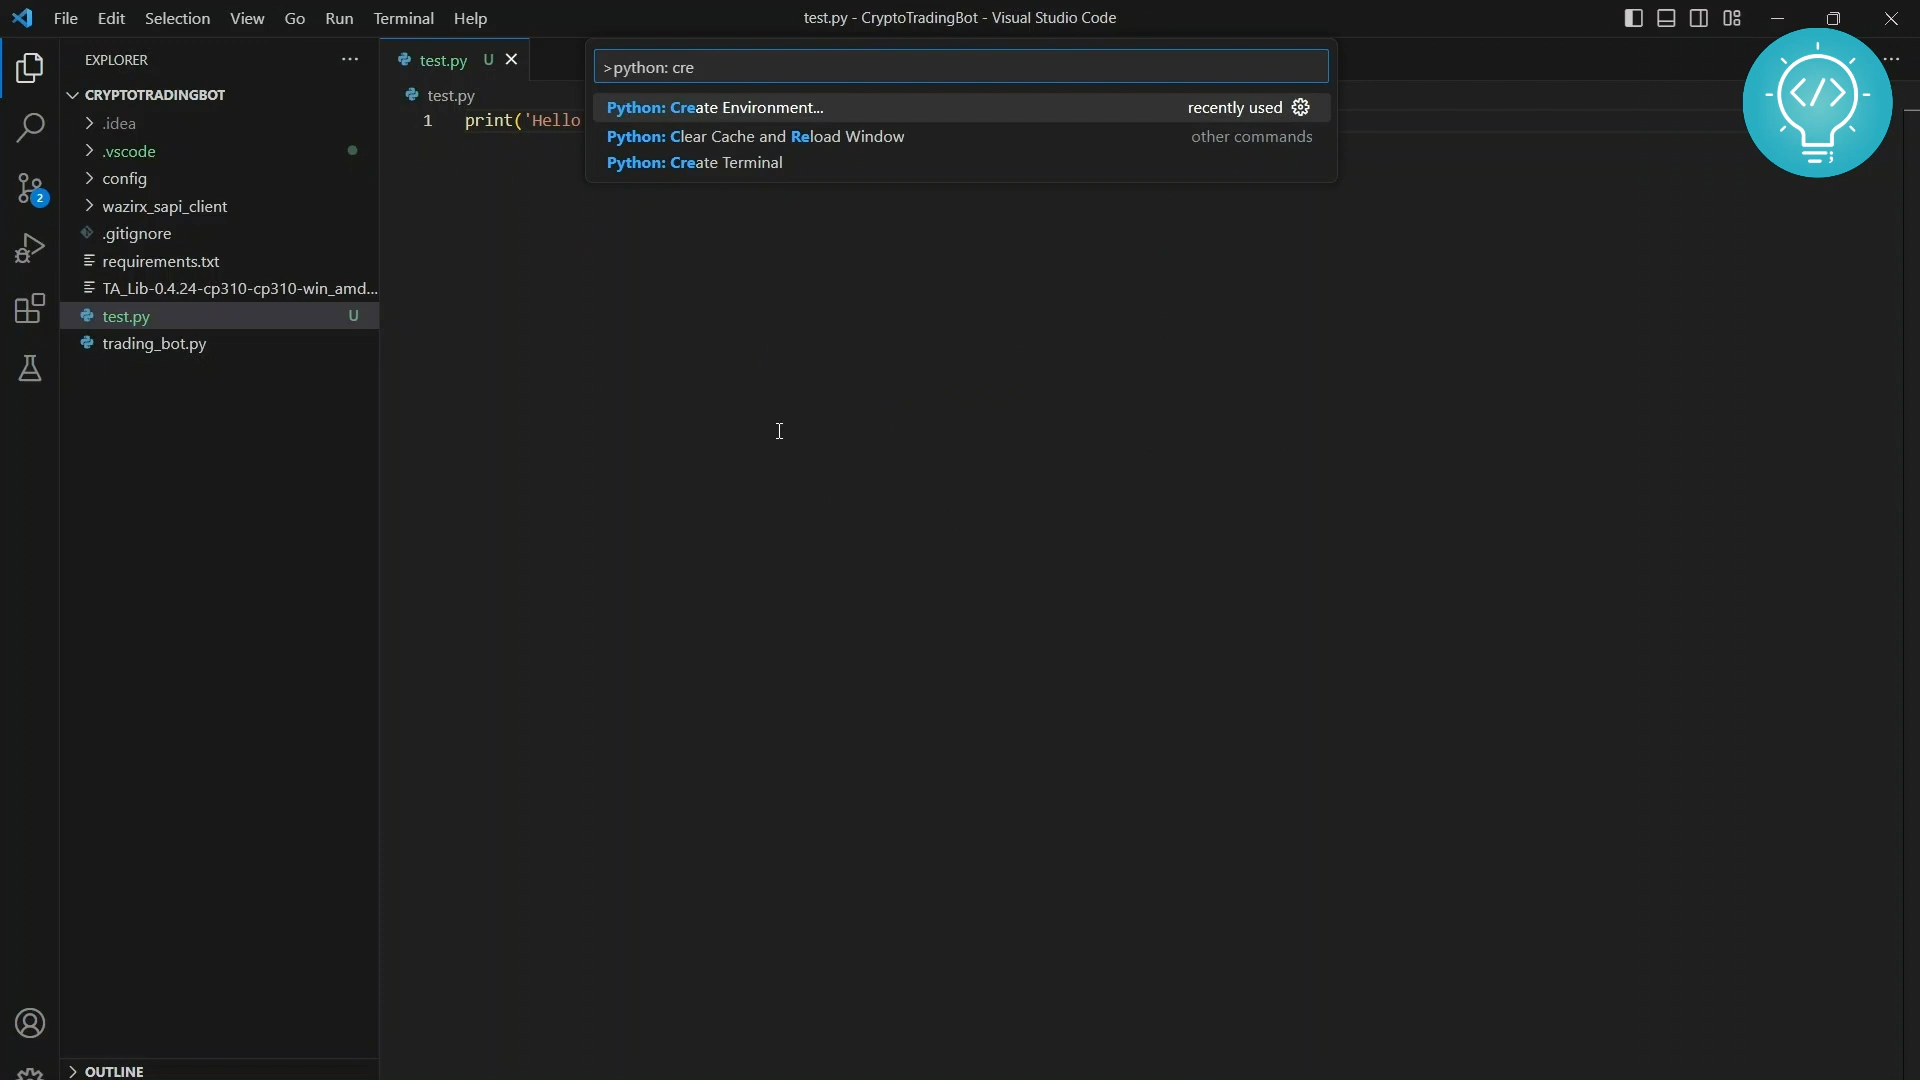 File Edit Selection View Go Run Terminal Help
test.py - CryptoTradingBot - Visual Studio Code
EXPLORER
CRYPTOTRADINGBOT
.idea
.vscode
config
wazirx_sapi_client
.gitignore
requirements.txt
TA_Lib-0.4.24-cp310-cp310-win_amd...
test.py U
trading_bot.py
OUTLINE
2
test.py U
test.py
1 print('Hello
>python: cre
Python: Create Environment... recently used
Python: Clear Cache and Reload Window other commands
Python: Create Terminal